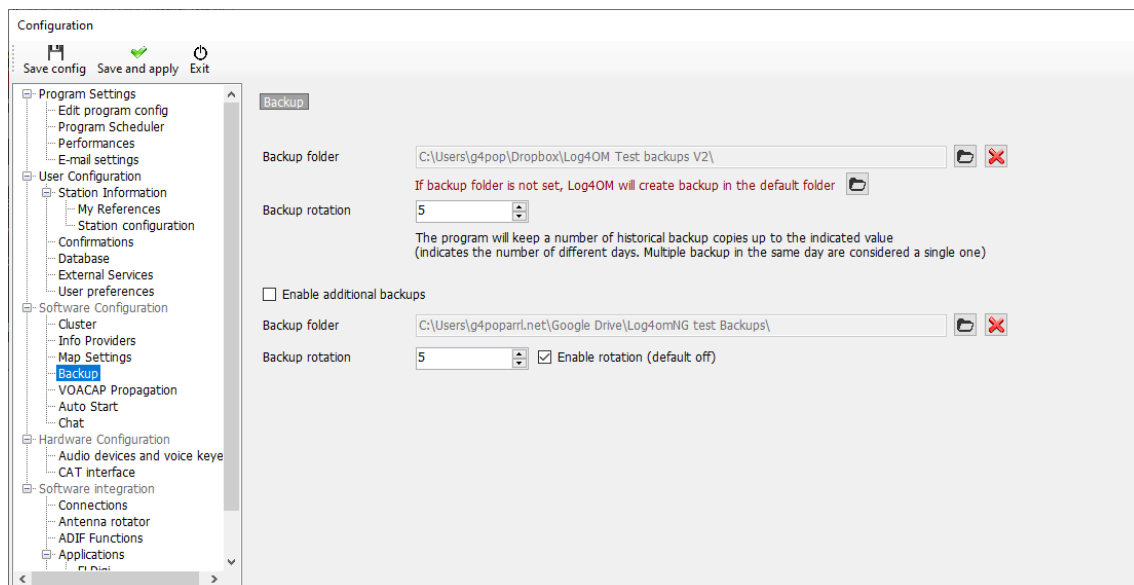 Configuration
Save config Save and apply Exit
Program Settings
Edit program config
Program Scheduler
Performances
E-mail settings
User Configuration
Station Information
My References
Station configuration
Confirmations
Database
External Services
User preferences
Software Configuration
Cluster
Info Providers
Map Settings
Backup
VOACAP Propagation
Auto Start
Chat
Hardware Configuration
Audio devices and voice keye
CAT interface
Software integration
Connections
Antenna rotator
ADIF Functions
Applications
Backup
Backup folder C:\Users\g4pop\Dropbox\Log4OM Test backups V2\
If backup folder is not set, Log4OM will create backup in the default folder
Backup rotation 5
The program will keep a number of historical backup copies up to the indicated value
(indicates the number of different days. Multiple backup in the same day are considered a single one)
Enable additional backups
Backup folder C:\Users\g4poparrl.net\Google Drive\Log4omNG test Backups\
Backup rotation 5 Enable rotation (default off)